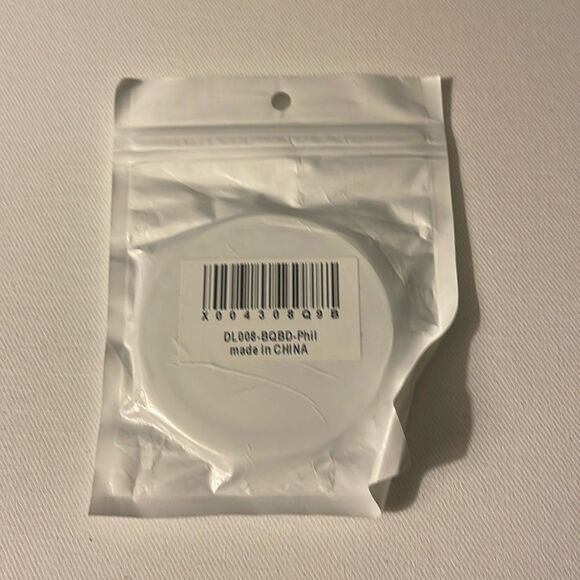 X004308Q9B
DL008-BQBD-Phil
made in CHINA